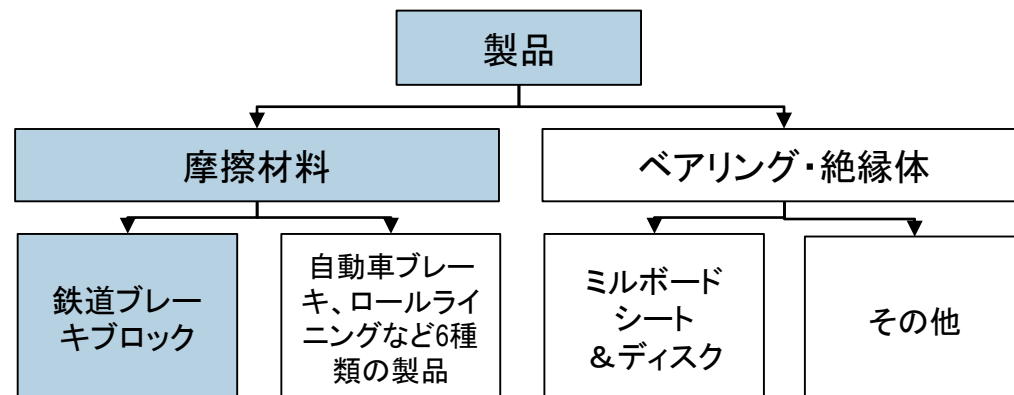 製品
摩擦材料
ベアリング・絶縁体
鉄道ブレー
キブロック
自動車ブレー
キ、ロールライ
ニングなど6種
類の製品
ミルボード
シート
＆ディスク
その他